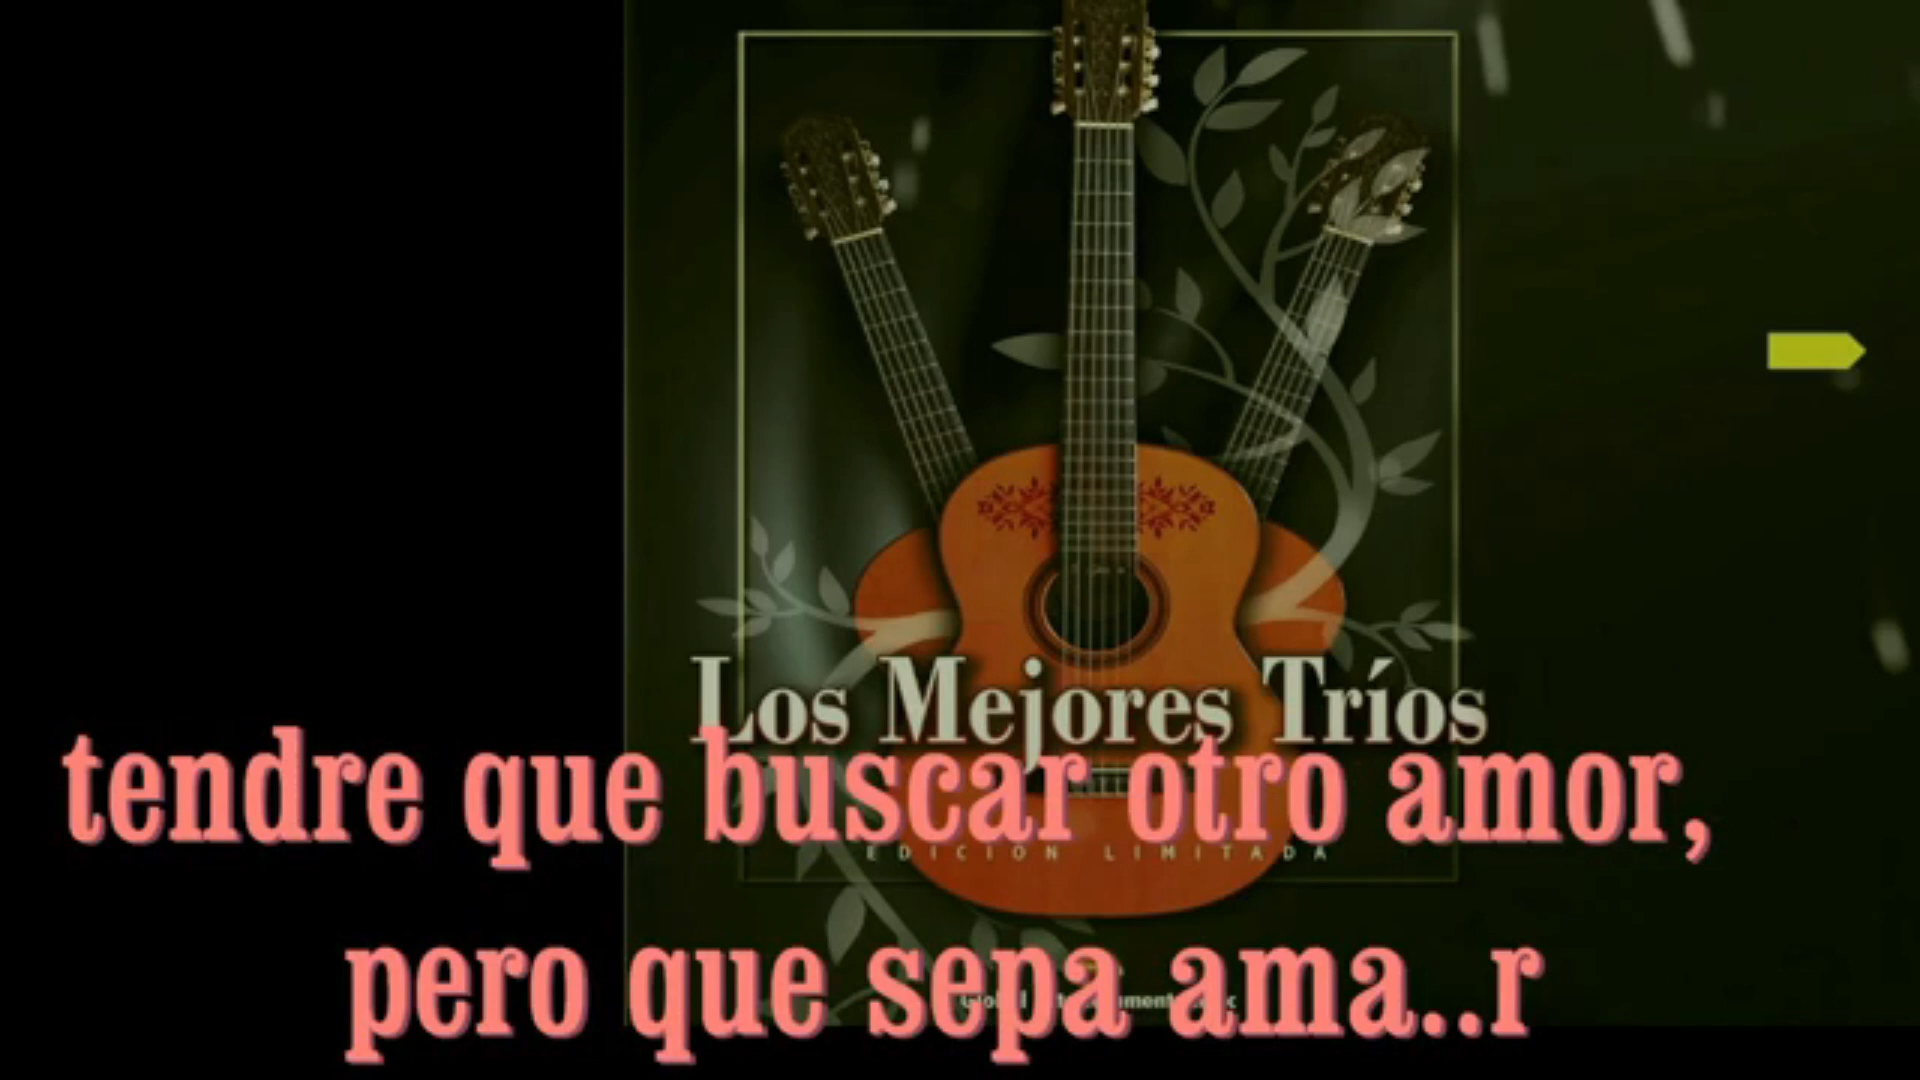 Los Mejores Tríos
tendre que buscar otro amor,
EDICION LIMITADA
pero que sepa ama..r